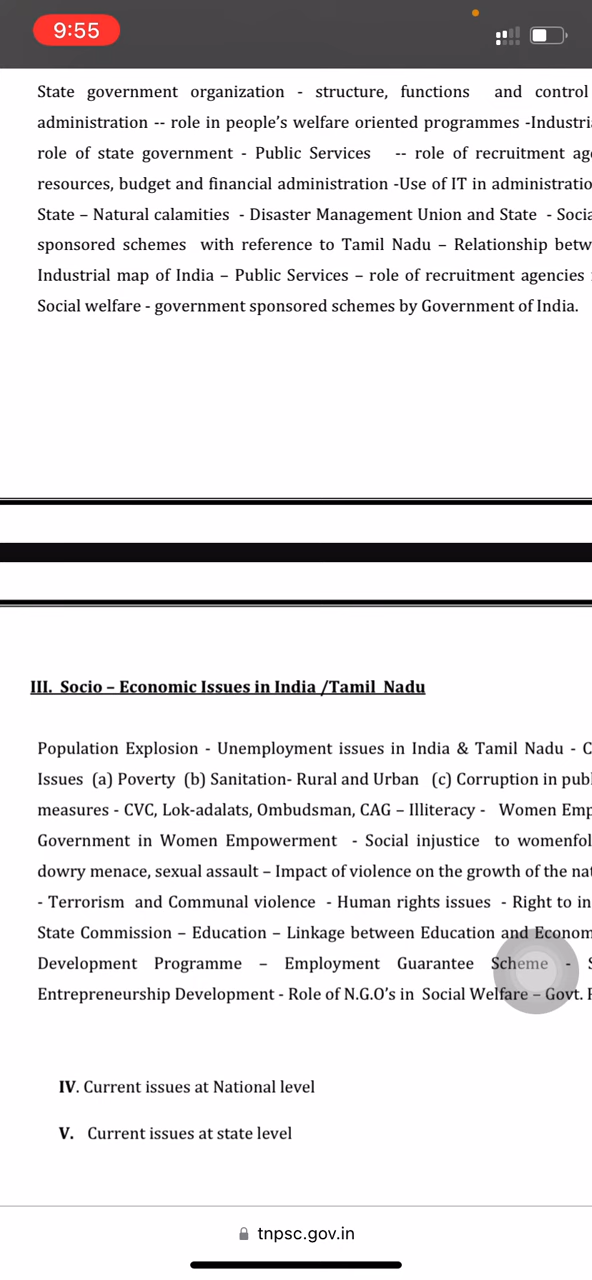 9:55
State government organization - structure, functions and control
administration -- role in people's welfare oriented programmes -Industri
role of state government - Public Services -- role of recruitment ag
resources, budget and financial administration -Use of IT in administratio
State – Natural calamities - Disaster Management Union and State - Socia
sponsored schemes with reference to Tamil Nadu – Relationship betw
Industrial map of India – Public Services – role of recruitment agencies
Social welfare - government sponsored schemes by Government of India.
III. Socio – Economic Issues in India /Tamil Nadu
Population Explosion - Unemployment issues in India & Tamil Nadu - C
Issues (a) Poverty (b) Sanitation- Rural and Urban (c) Corruption in publ
measures - CVC, Lok-adalats, Ombudsman, CAG – Illiteracy - Women Emp
Government in Women Empowerment - Social injustice to womenfol
dowry menace, sexual assault – Impact of violence on the growth of the nat
- Terrorism and Communal violence - Human rights issues - Right to in
State Commission – Education – Linkage between Education and Econom
Development Programme – Employment Guarantee Scheme - S
Entrepreneurship Development - Role of N.G.O's in Social Welfare – Govt. P
IV. Current issues at National level
V. Current issues at state level
tnpsc.gov.in